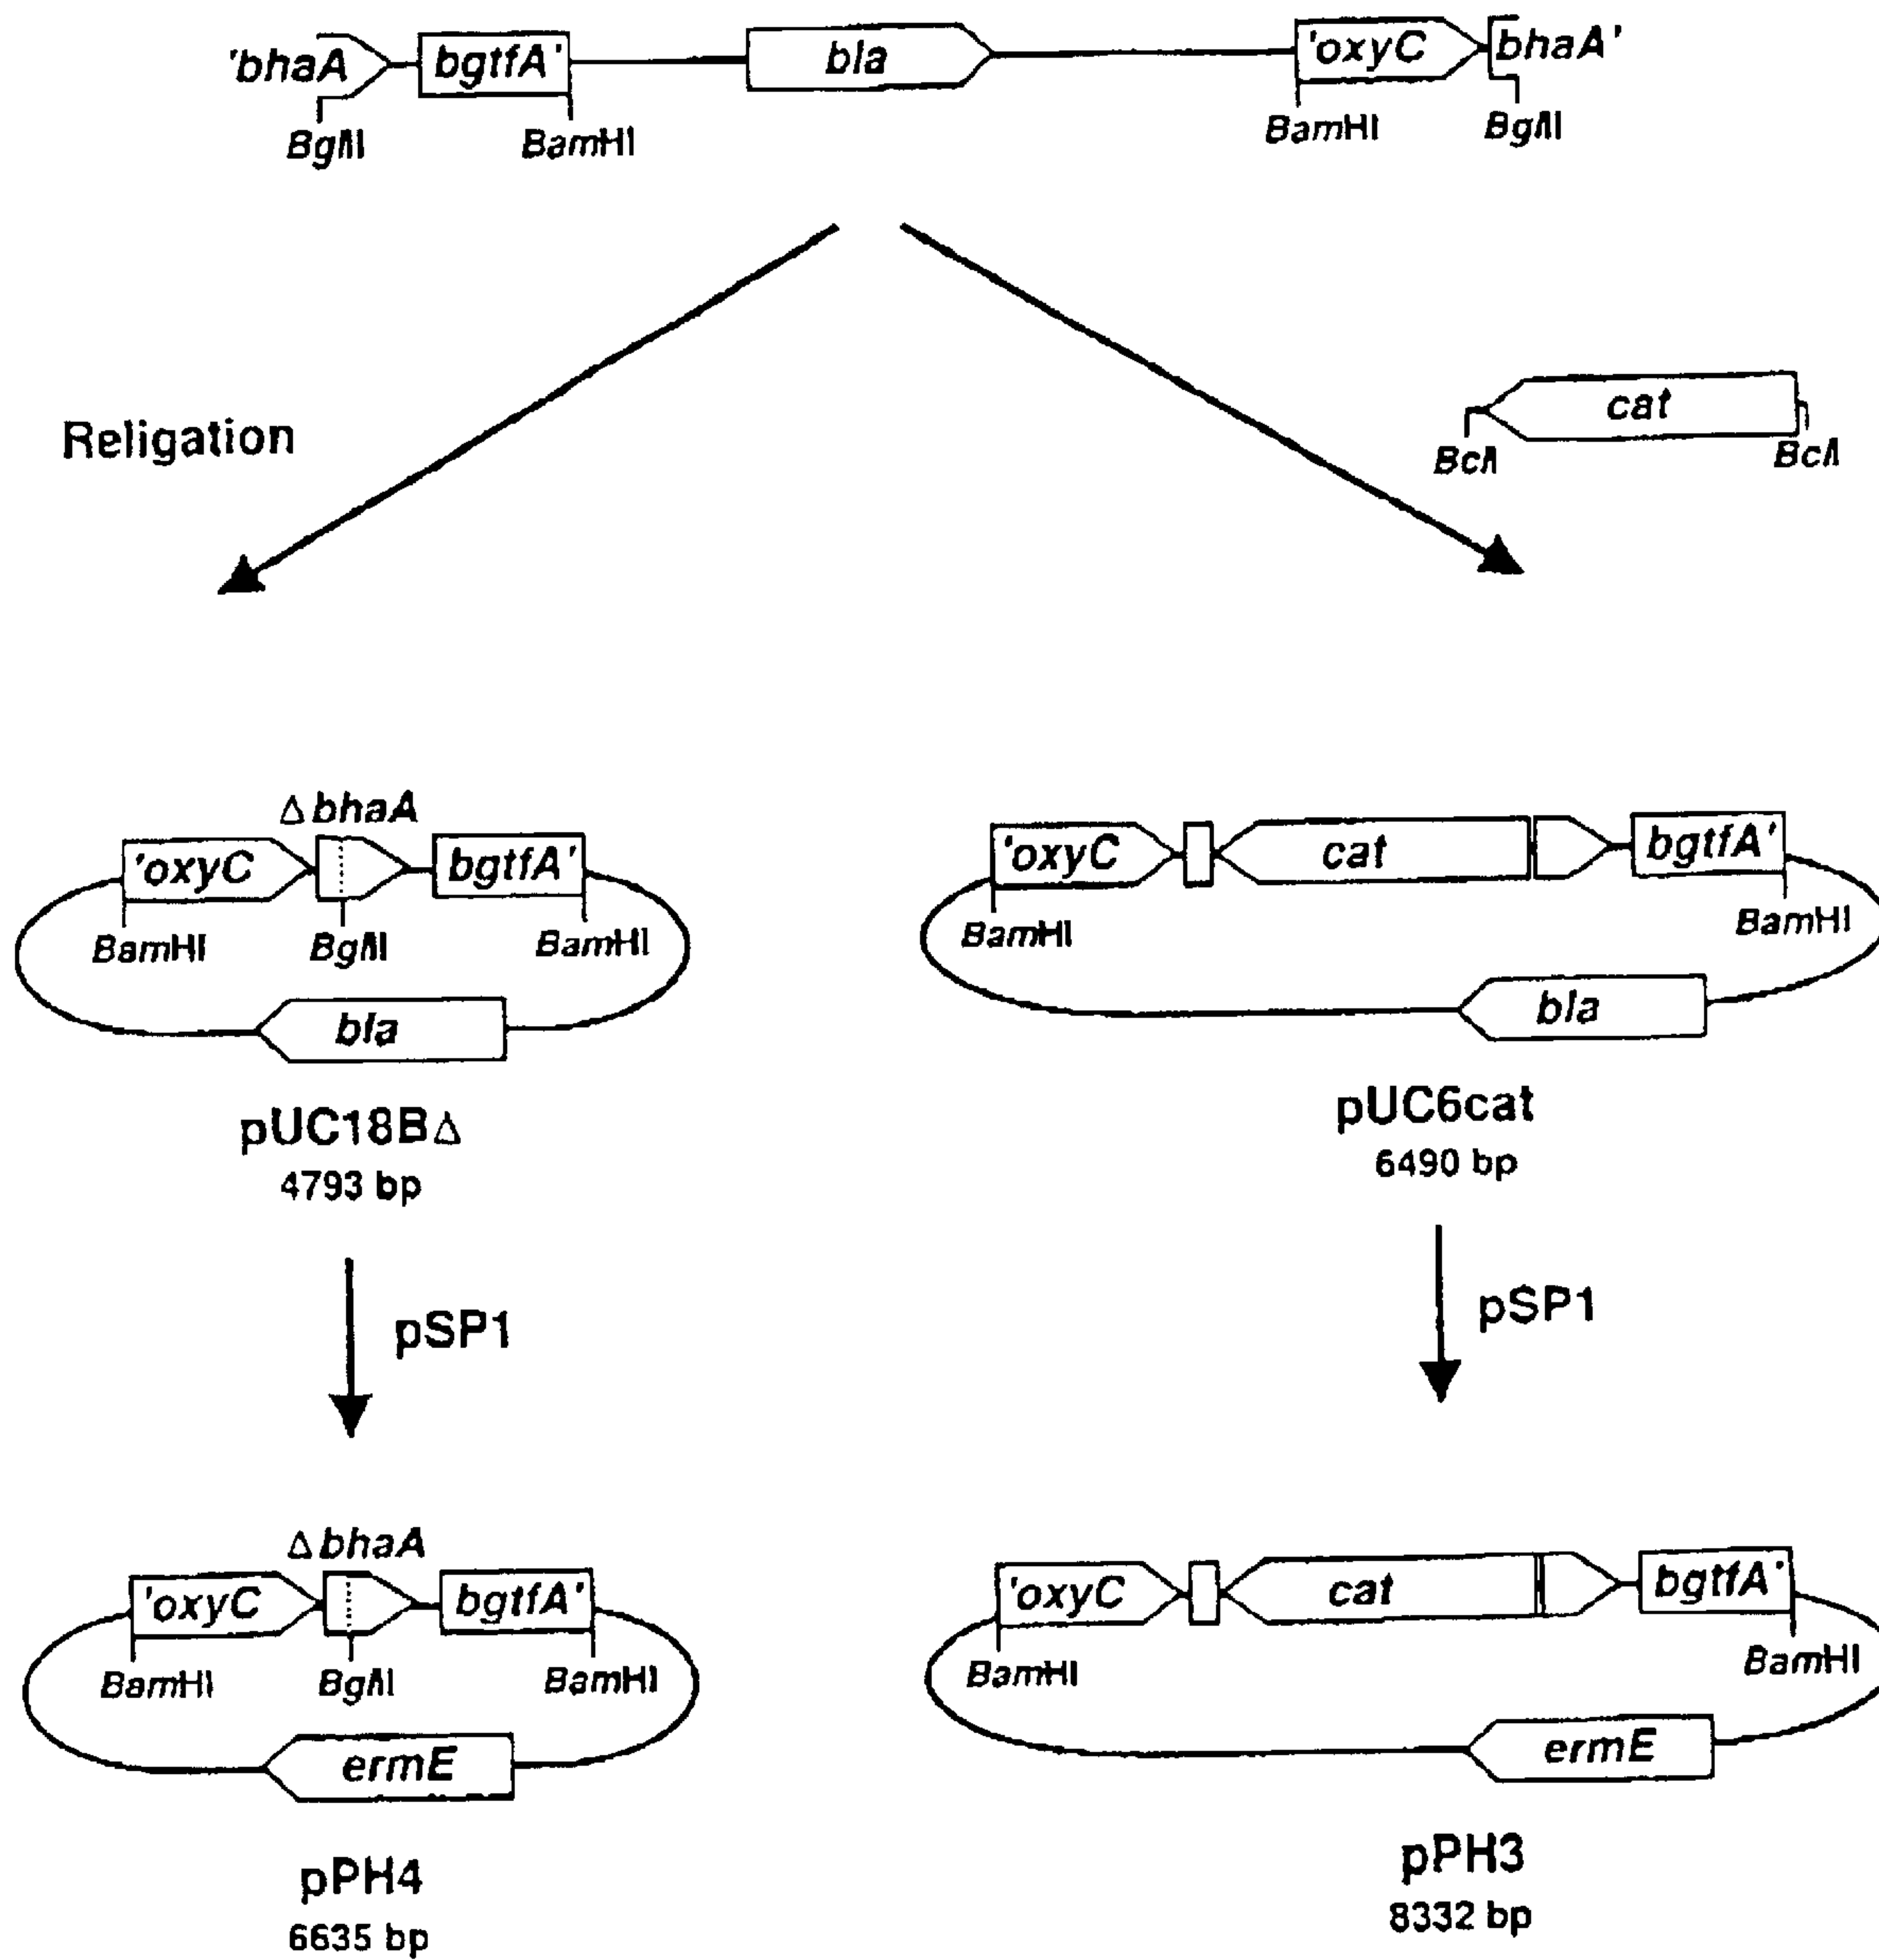 'bhaA
bgtfA'
bla
'oxyC
bhaA'
BglII
BamHI
BamHI
BglII
cat
BclI
BclI
Religation
ΔbhaA
'oxyC
bgtfA'
BamHI
BglII
BamHI
bla
pUC18BΔ
4793 bp
'oxyC
cat
bgtfA'
BamHI
BamHI
bla
pUC6cat
6490 bp
pSP1
pSP1
ΔbhaA
'oxyC
bgtfA'
BamHI
BglII
BamHI
ermE
pPH4
6635 bp
'oxyC
cat
bgtfA'
BamHI
BamHI
ermE
pPH3
8332 bp